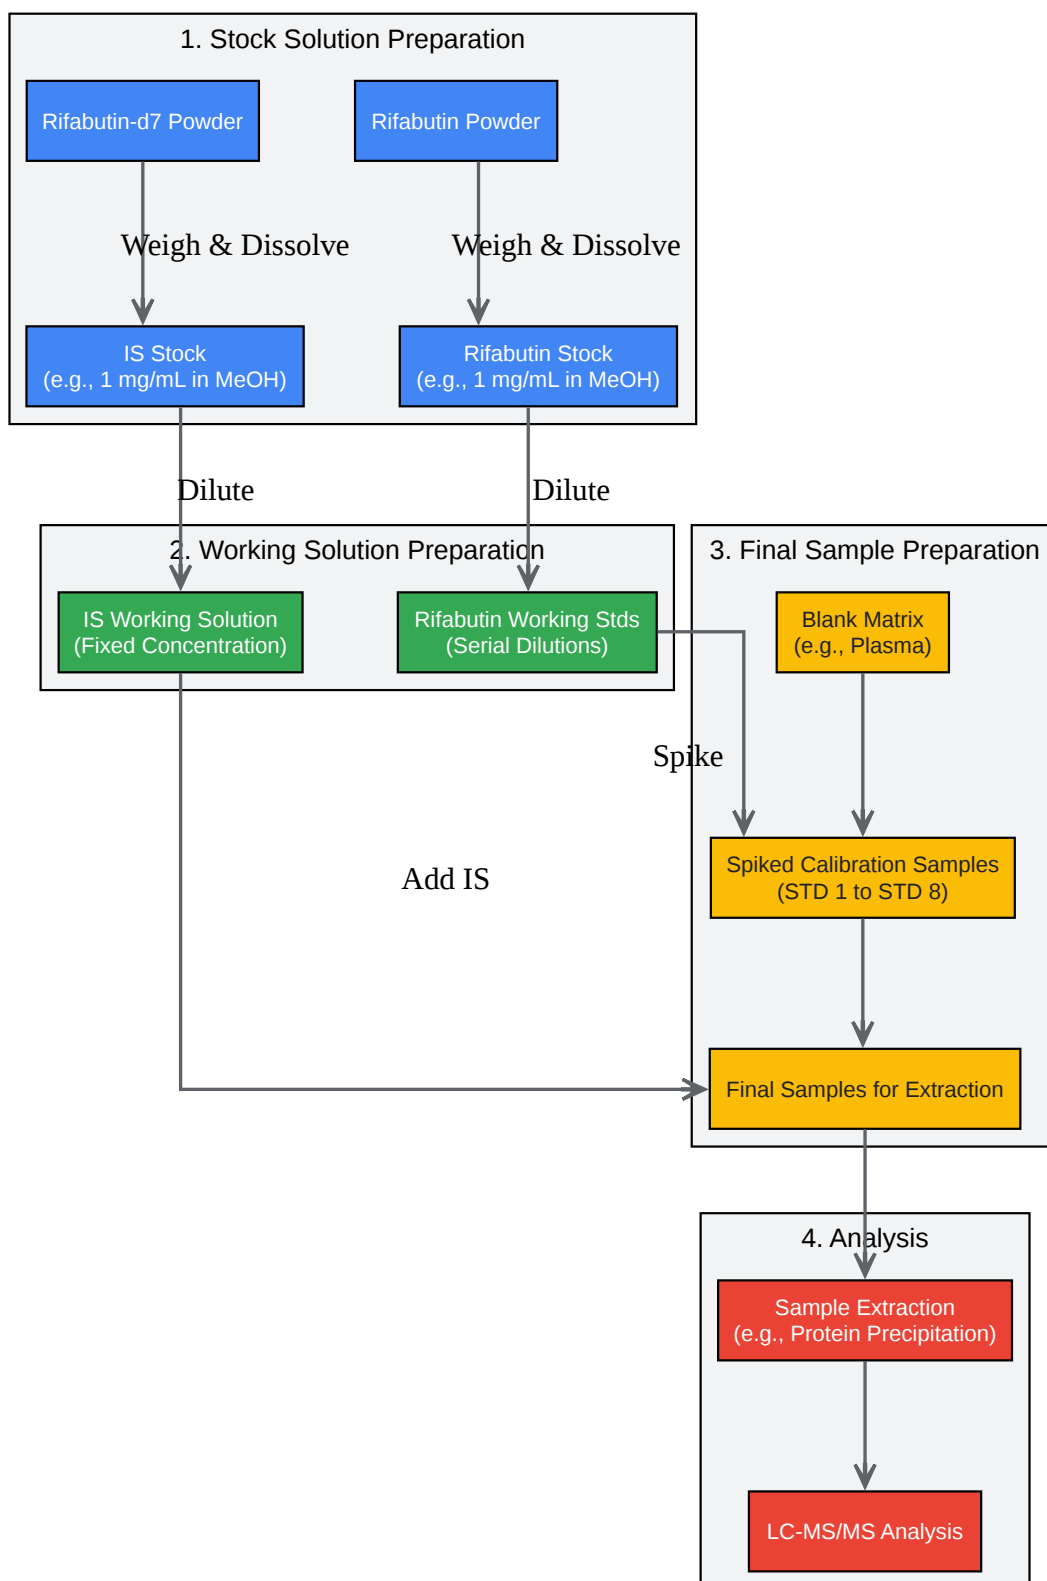 1. Stock Solution Preparation
Rifabutin-d7 Powder
Rifabutin Powder
Weigh & Dissolve
Weigh & Dissolve
IS Stock
(e.g., 1 mg/mL in MeOH)
Rifabutin Stock
(e.g., 1 mg/mL in MeOH)
Dilute
Dilute
2. Working Solution Preparation
IS Working Solution
(Fixed Concentration)
Rifabutin Working Stds
(Serial Dilutions)
3. Final Sample Preparation
Blank Matrix
(e.g., Plasma)
Spike
Spiked Calibration Samples
(STD 1 to STD 8)
Add IS
Final Samples for Extraction
4. Analysis
Sample Extraction
(e.g., Protein Precipitation)
LC-MS/MS Analysis